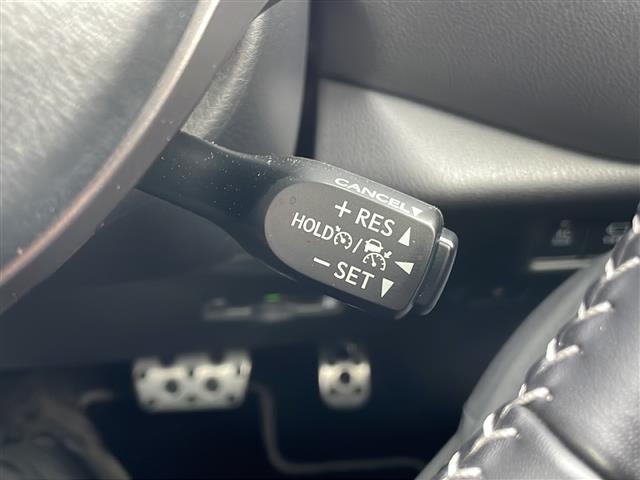 CANCEL▼
+ RES ▲
HOLD / ◀
− SET ▼